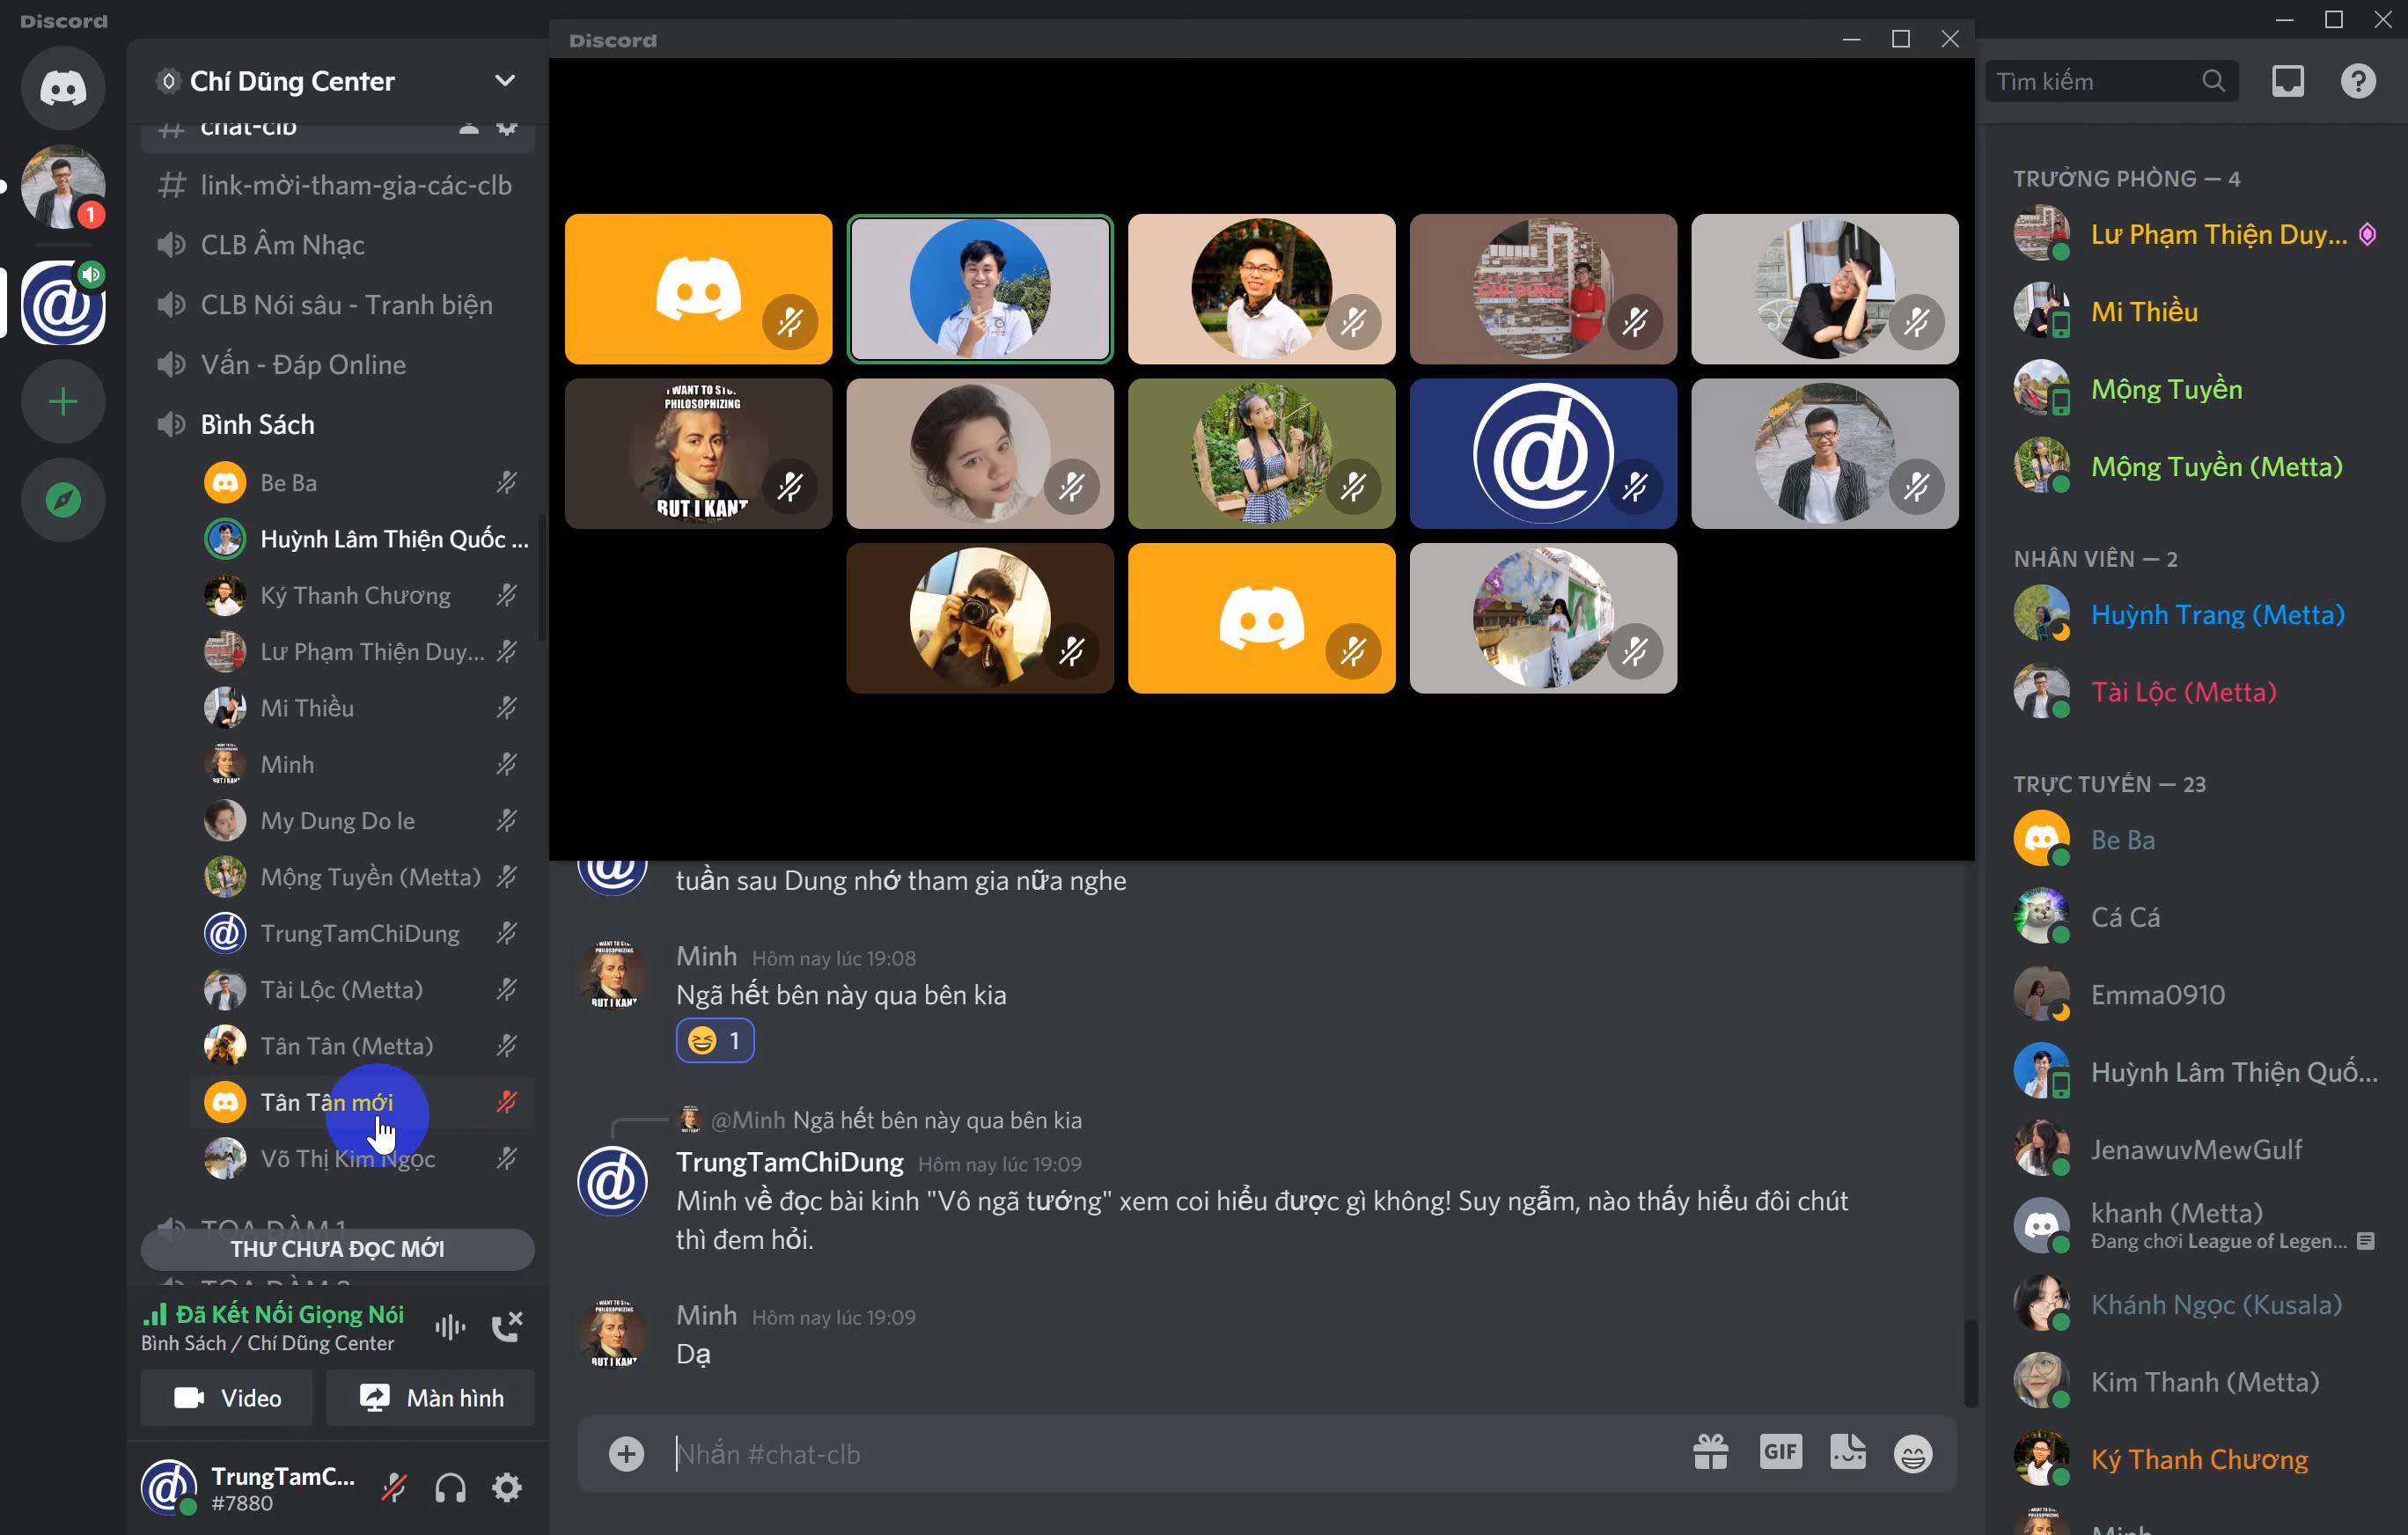 Discord
Chí Dũng Center
chat-clb
link-mời-tham-gia-các-clb
1
CLB Âm Nhạc
CLB Nói sâu - Tranh biện
Vấn - Đáp Online
Bình Sách
Be Ba
Huỳnh Lâm Thiện Quốc ...
Ký Thanh Chương
Lư Phạm Thiện Duy...
Mi Thiều
Minh
My Dung Do le
Mộng Tuyền (Metta)
TrungTamChiDung
Tài Lộc (Metta)
Tân Tân (Metta)
Tân Tân mới
Võ Thị Kim Ngọc
TỌA ĐÀM 1
THƯ CHƯA ĐỌC MỚI
Đã Kết Nối Giọng Nói
Bình Sách / Chí Dũng Center
Video
Màn hình
TrungTamC...
#7880
Discord
I WANT TO STO.
PHILOSOPHIZING
BUT I KANT
CHÍ DŨNG
tuần sau Dung nhớ tham gia nữa nghe
Minh Hôm nay lúc 19:08
Ngã hết bên này qua bên kia
1
@Minh Ngã hết bên này qua bên kia
TrungTamChiDung Hôm nay lúc 19:09
Minh về đọc bài kinh "Vô ngã tướng" xem coi hiểu được gì không! Suy ngẫm, nào thấy hiểu đôi chút
thì đem hỏi.
Minh Hôm nay lúc 19:09
Dạ
Nhắn #chat-clb
GIF
Tìm kiếm
TRƯỞNG PHÒNG — 4
Lư Phạm Thiện Duy...
Mi Thiều
Mộng Tuyền
Mộng Tuyền (Metta)
NHÂN VIÊN — 2
Huỳnh Trang (Metta)
Tài Lộc (Metta)
TRỰC TUYẾN — 23
Be Ba
Cá Cá
Emma0910
Huỳnh Lâm Thiện Quố...
JenawuvMewGulf
khanh (Metta)
Đang chơi League of Legen...
Khánh Ngọc (Kusala)
Kim Thanh (Metta)
Ký Thanh Chương
Minh